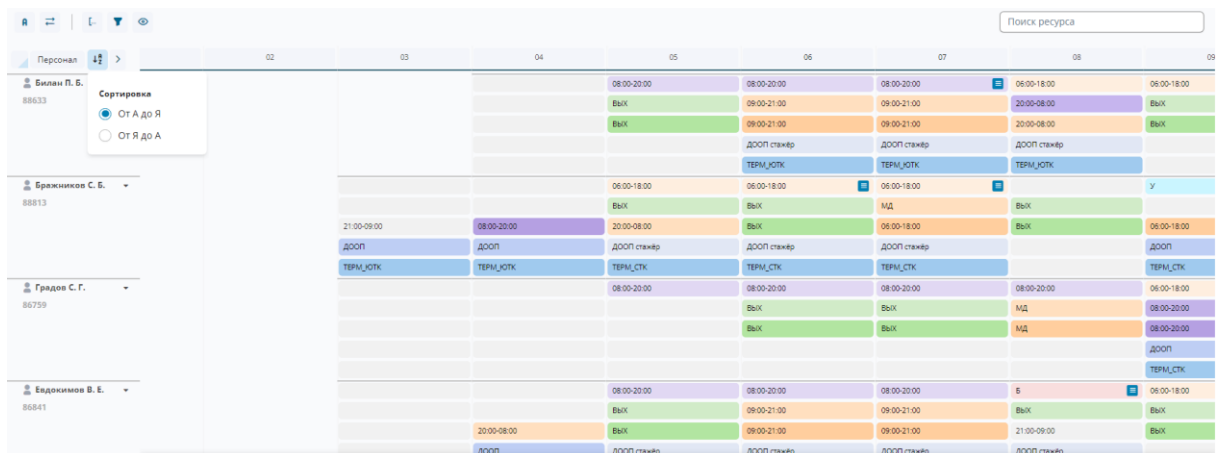 A
Поиск ресурса
Персонал 02 03 04 05 06 07 08 09
Билан П. Б. 08:00-20:00 08:00-20:00 08:00-20:00 06:00-18:00 06:00-18:00
88633 Сортировка ВЫХ 09:00-21:00 09:00-21:00 20:00-08:00 ВЫХ
От А до Я ВЫХ 09:00-21:00 09:00-21:00 20:00-08:00 ВЫХ
От Я до А ДООП стажёр ДООП стажёр ДООП стажёр
ТЕРМ_ЮТК ТЕРМ_ЮТК ТЕРМ_ЮТК
Бражников С. Б. 06:00-18:00 06:00-18:00 06:00-18:00 У
88813 ВЫХ ВЫХ МД ВЫХ
21:00-09:00 08:00-20:00 20:00-08:00 ВЫХ 06:00-18:00 ВЫХ 06:00-18:00
ДООП ДООП ДООП стажёр ДООП стажёр ДООП стажёр ДООП
ТЕРМ_ЮТК ТЕРМ_ЮТК ТЕРМ_СТК ТЕРМ_СТК ТЕРМ_СТК ТЕРМ_СТК
Градов С. Г. 08:00-20:00 08:00-20:00 08:00-20:00 08:00-20:00 06:00-18:00
86759 ВЫХ ВЫХ МД 08:00-20:00
ВЫХ ВЫХ МД 08:00-20:00
ДООП
ТЕРМ_СТК
Евдокимов В. Е. 08:00-20:00 08:00-20:00 08:00-20:00 Б 06:00-18:00
86841 ВЫХ 09:00-21:00 09:00-21:00 ВЫХ ВЫХ
20:00-08:00 ВЫХ 09:00-21:00 09:00-21:00 21:00-09:00 ВЫХ
ДООП ДООП стажёр ДООП стажёр ДООП стажёр ДООП стажёр